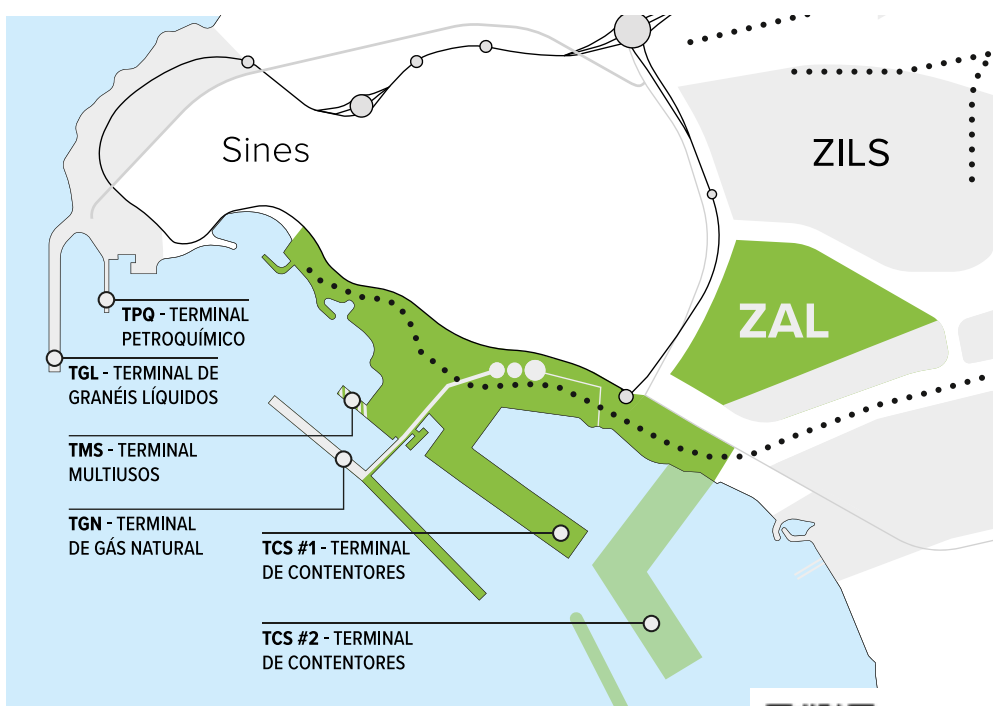 Sines
ZILS
ZAL
TPQ - TERMINAL
PETROQUÍMICO
TGL - TERMINAL DE
GRANÉIS LÍQUIDOS
TMS - TERMINAL
MULTIUSOS
TGN - TERMINAL
DE GÁS NATURAL
TCS #1 - TERMINAL
DE CONTENTORES
TCS #2 - TERMINAL
DE CONTENTORES